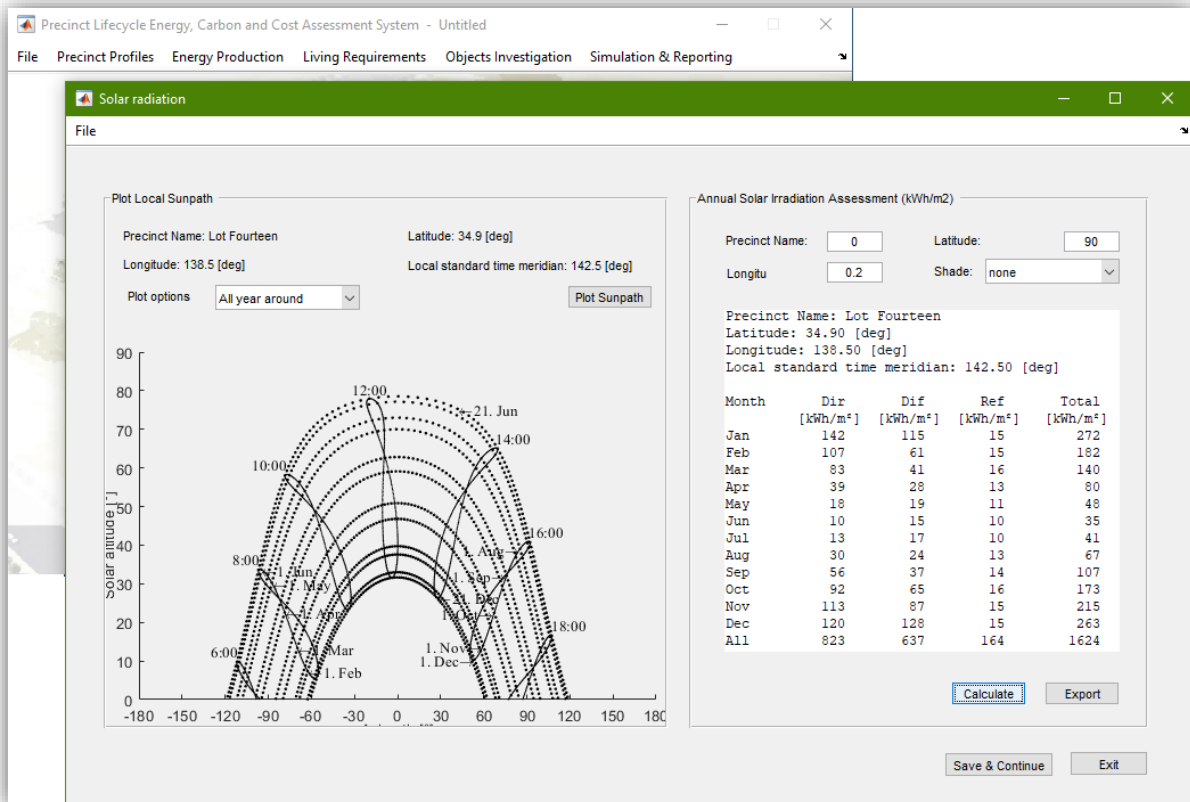 Precinct Lifecycle Energy, Carbon and Cost Assessment System - Untitled
File Precinct Profiles Energy Production Living Requirements Objects Investigation Simulation & Reporting
Solar radiation
File
Plot Local Sunpath
Precinct Name: Lot Fourteen Latitude: 34.9 [deg]
Longitude: 138.5 [deg] Local standard time meridian: 142.5 [deg]
Plot options All year around Plot Sunpath
90
80
70
60
50
40
30
20
10
0
Solar altitude [°]
12:00
21. Jun
14:00
10:00
16:00
1. Aug
8:00
1. Jun
1. May
1. Sep
21. Dec
1. Apr
1. Oct
18:00
6:00
1. Mar
1. Nov
1. Feb
1. Dec
-180 -150 -120 -90 -60 -30 0 30 60 90 120 150 180
Annual Solar Irradiation Assessment (kWh/m2)
Precinct Name: 0 Latitude: 90
Longitu 0.2 Shade: none
Precinct Name: Lot Fourteen
Latitude: 34.90 [deg]
Longitude: 138.50 [deg]
Local standard time meridian: 142.50 [deg]
Month Dir Dif Ref Total
[kWh/m²] [kWh/m²] [kWh/m²] [kWh/m²]
Jan 142 115 15 272
Feb 107 61 15 182
Mar 83 41 16 140
Apr 39 28 13 80
May 18 19 11 48
Jun 10 15 10 35
Jul 13 17 10 41
Aug 30 24 13 67
Sep 56 37 14 107
Oct 92 65 16 173
Nov 113 87 15 215
Dec 120 128 15 263
All 823 637 164 1624
Calculate Export
Save & Continue Exit